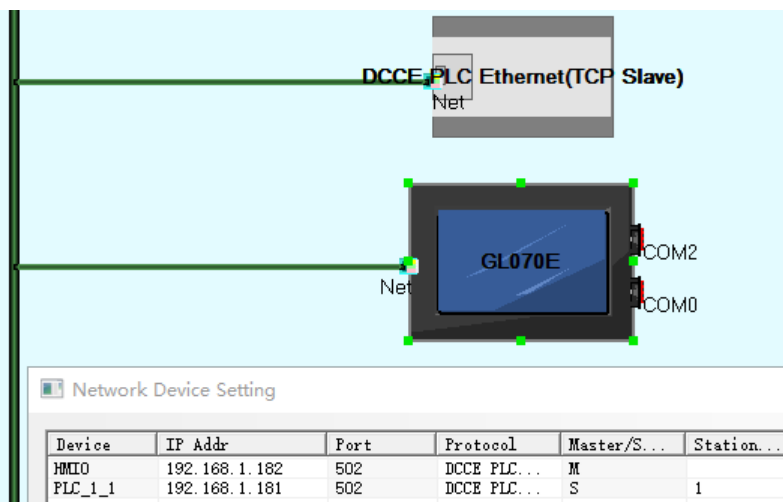 DCCE PLC Ethernet(TCP Slave)
Net
GL070E
COM2
Net
COM0
Network Device Setting
Device IP Addr Port Protocol Master/S... Station...
HMI0 192.168.1.182 502 DCCE PLC... M
PLC_1_1 192.168.1.181 502 DCCE PLC... S 1